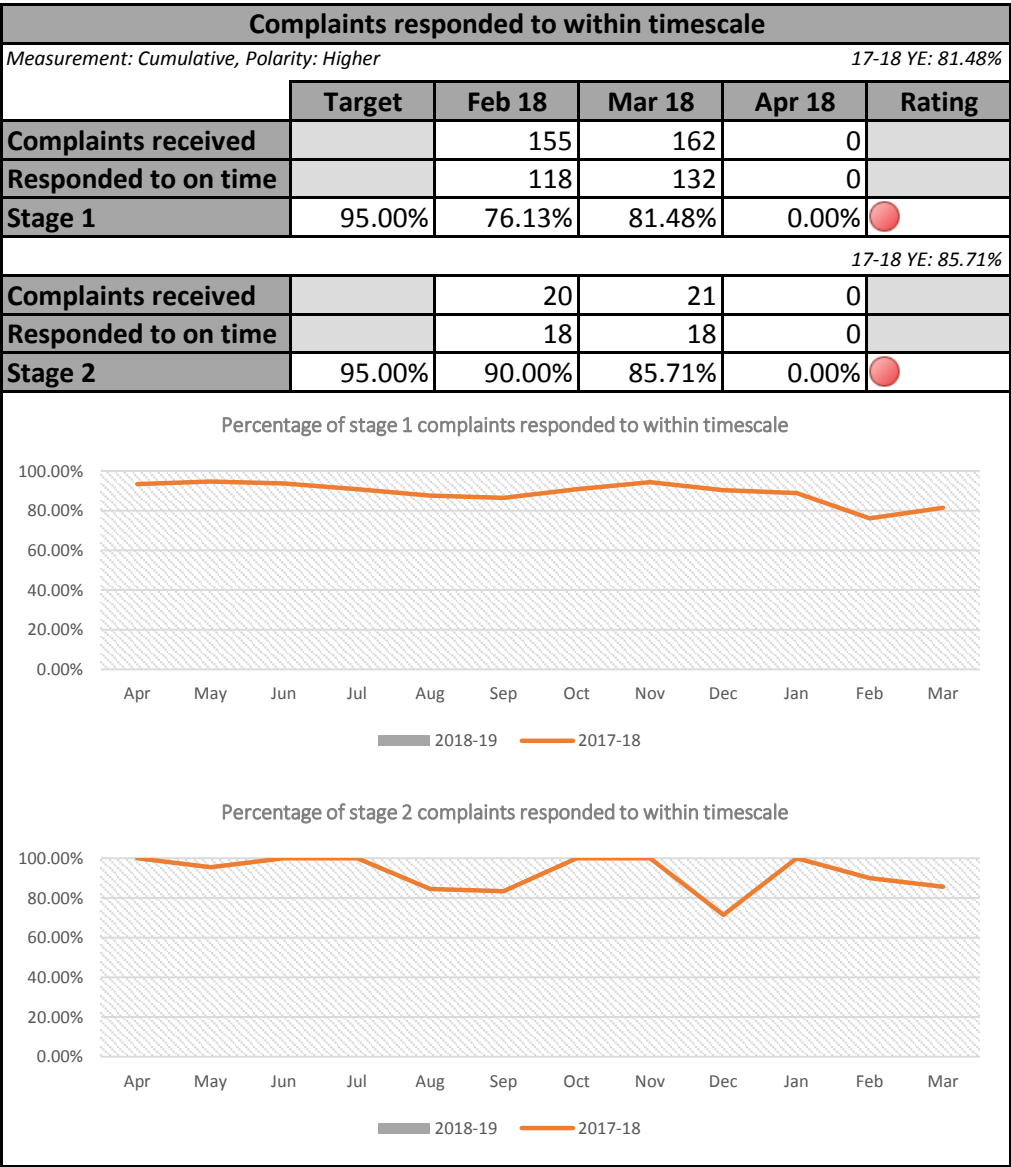 Complaints responded to within timescale
Measurement: Cumulative, Polarity: Higher 17-18 YE: 81.48%
Target Feb 18 Mar 18 Apr 18 Rating
Complaints received 155 162 0
Responded to on time 118 132 0
Stage 1 95.00% 76.13% 81.48% 0.00%
17-18 YE: 85.71%
Complaints received 20 21 0
Responded to on time 18 18 0
Stage 2 95.00% 90.00% 85.71% 0.00%
Percentage of stage 1 complaints responded to within timescale
100.00%
80.00%
60.00%
40.00%
20.00%
0.00%
Apr May Jun Jul Aug Sep Oct Nov Dec Jan Feb Mar
2018-19 2017-18
Percentage of stage 2 complaints responded to within timescale
100.00%
80.00%
60.00%
40.00%
20.00%
0.00%
Apr May Jun Jul Aug Sep Oct Nov Dec Jan Feb Mar
2018-19 2017-18